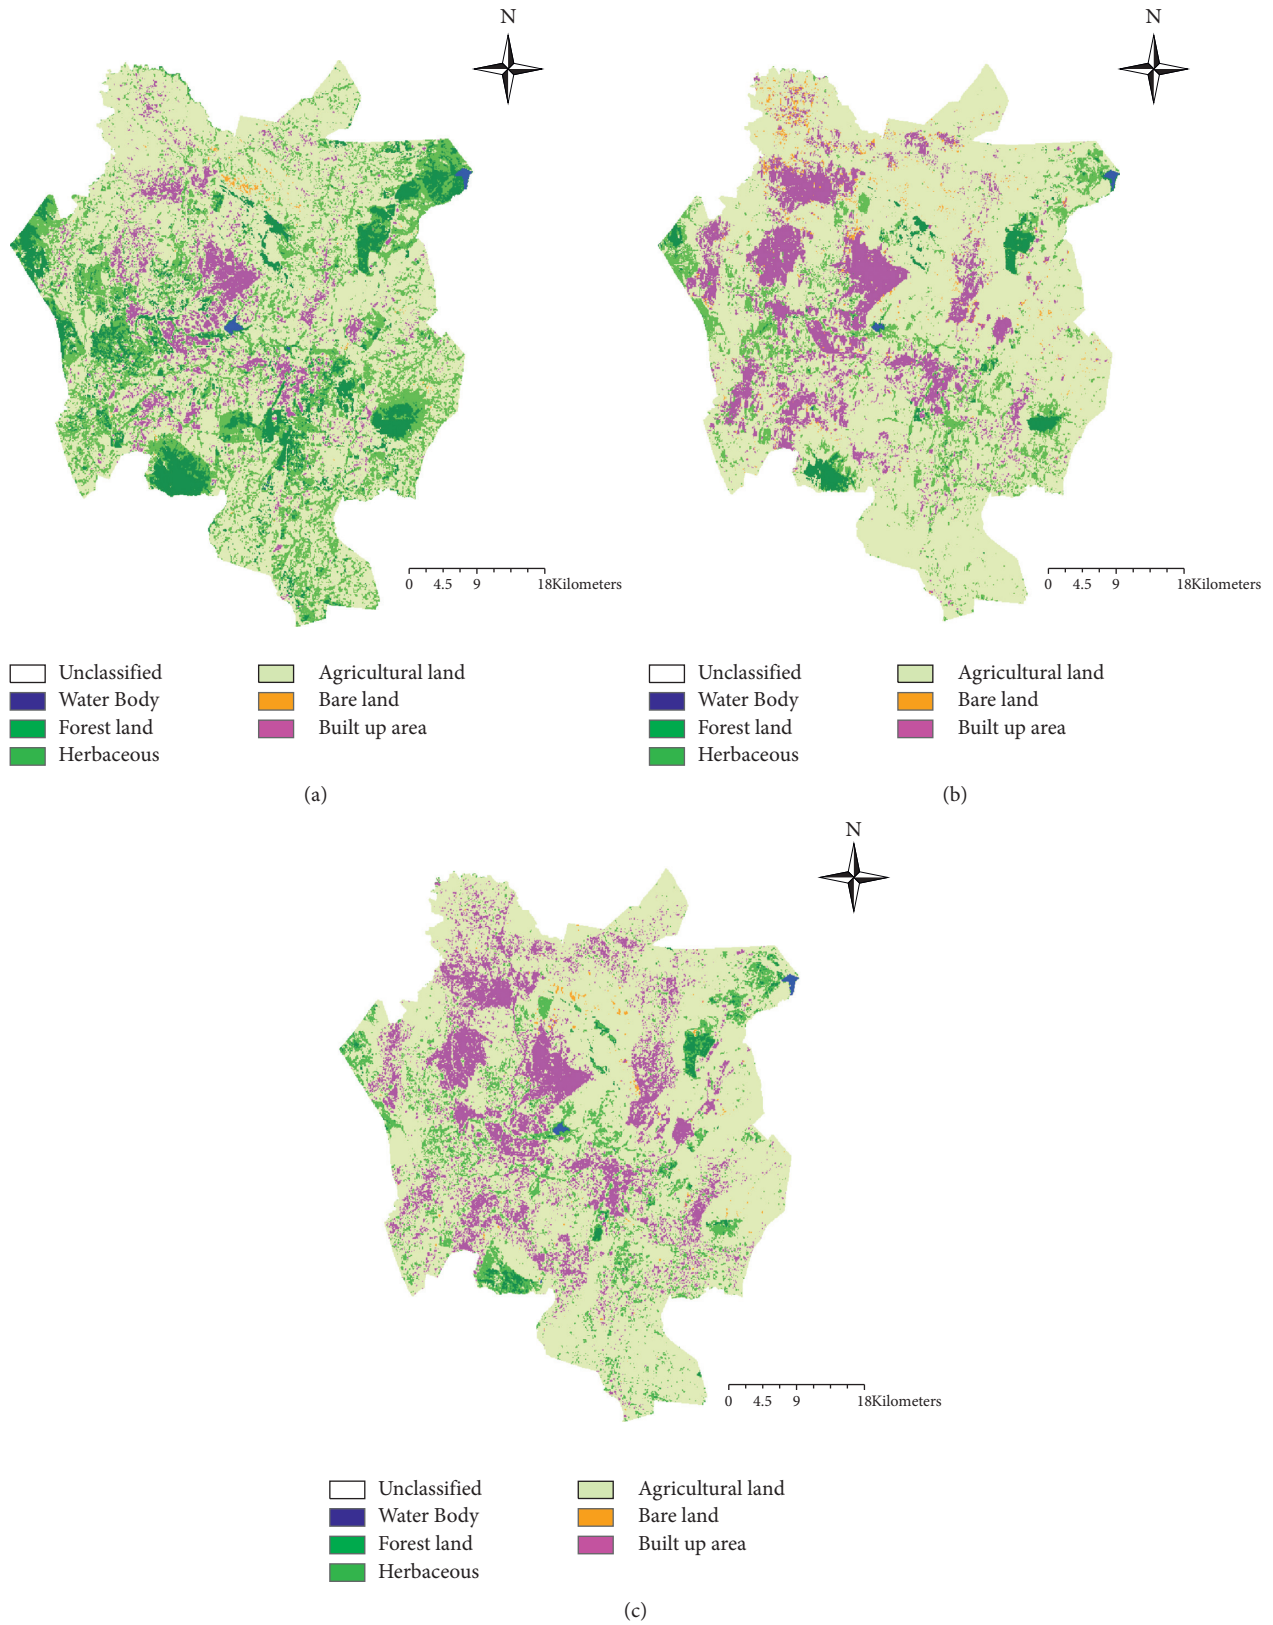 N
N
0 4.5 9 18Kilometers
0 4.5 9 18Kilometers
Unclassified
Water Body
Forest land
Herbaceous
Agricultural land
Bare land
Built up area
Unclassified
Water Body
Forest land
Herbaceous
Agricultural land
Bare land
Built up area
(a)
(b)
N
0 4.5 9 18Kilometers
Unclassified
Water Body
Forest land
Herbaceous
Agricultural land
Bare land
Built up area
(c)